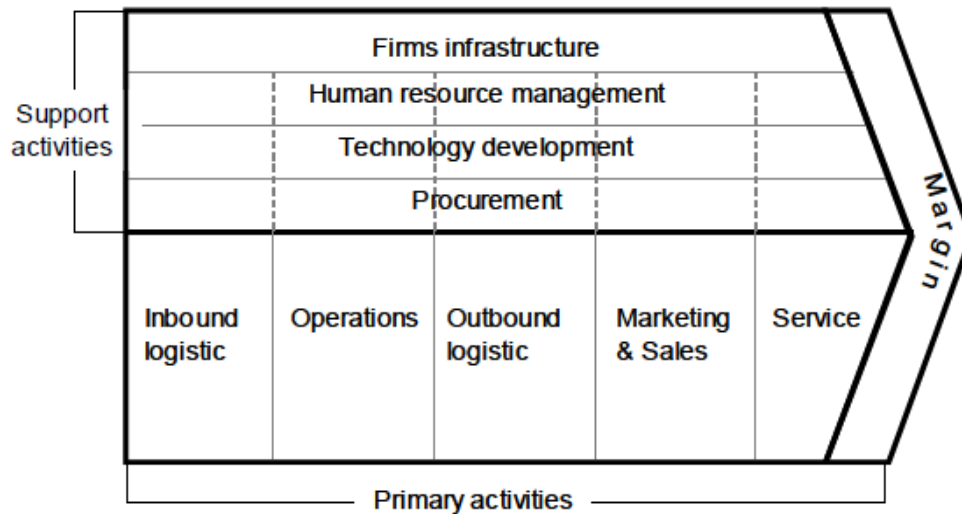 Firms infrastructure
Human resource management
Support
activities
Technology development
Procurement
Margin
Inbound
logistic
Operations
Outbound
logistic
Marketing
& Sales
Service
Primary activities